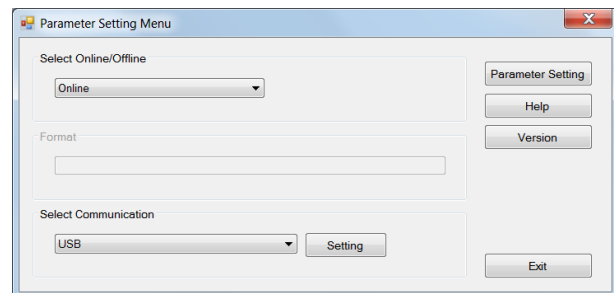 Parameter Setting Menu
Select Online/Offline
Online
Parameter Setting
Help
Version
Format
Select Communication
USB
Setting
Exit